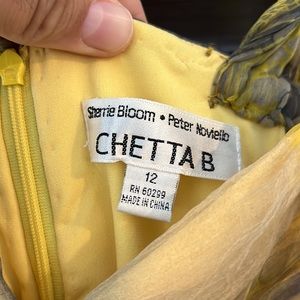 Sherrie Bloom • Peter Noviello
CHETTA B
12
RN 60299
MADE IN CHINA